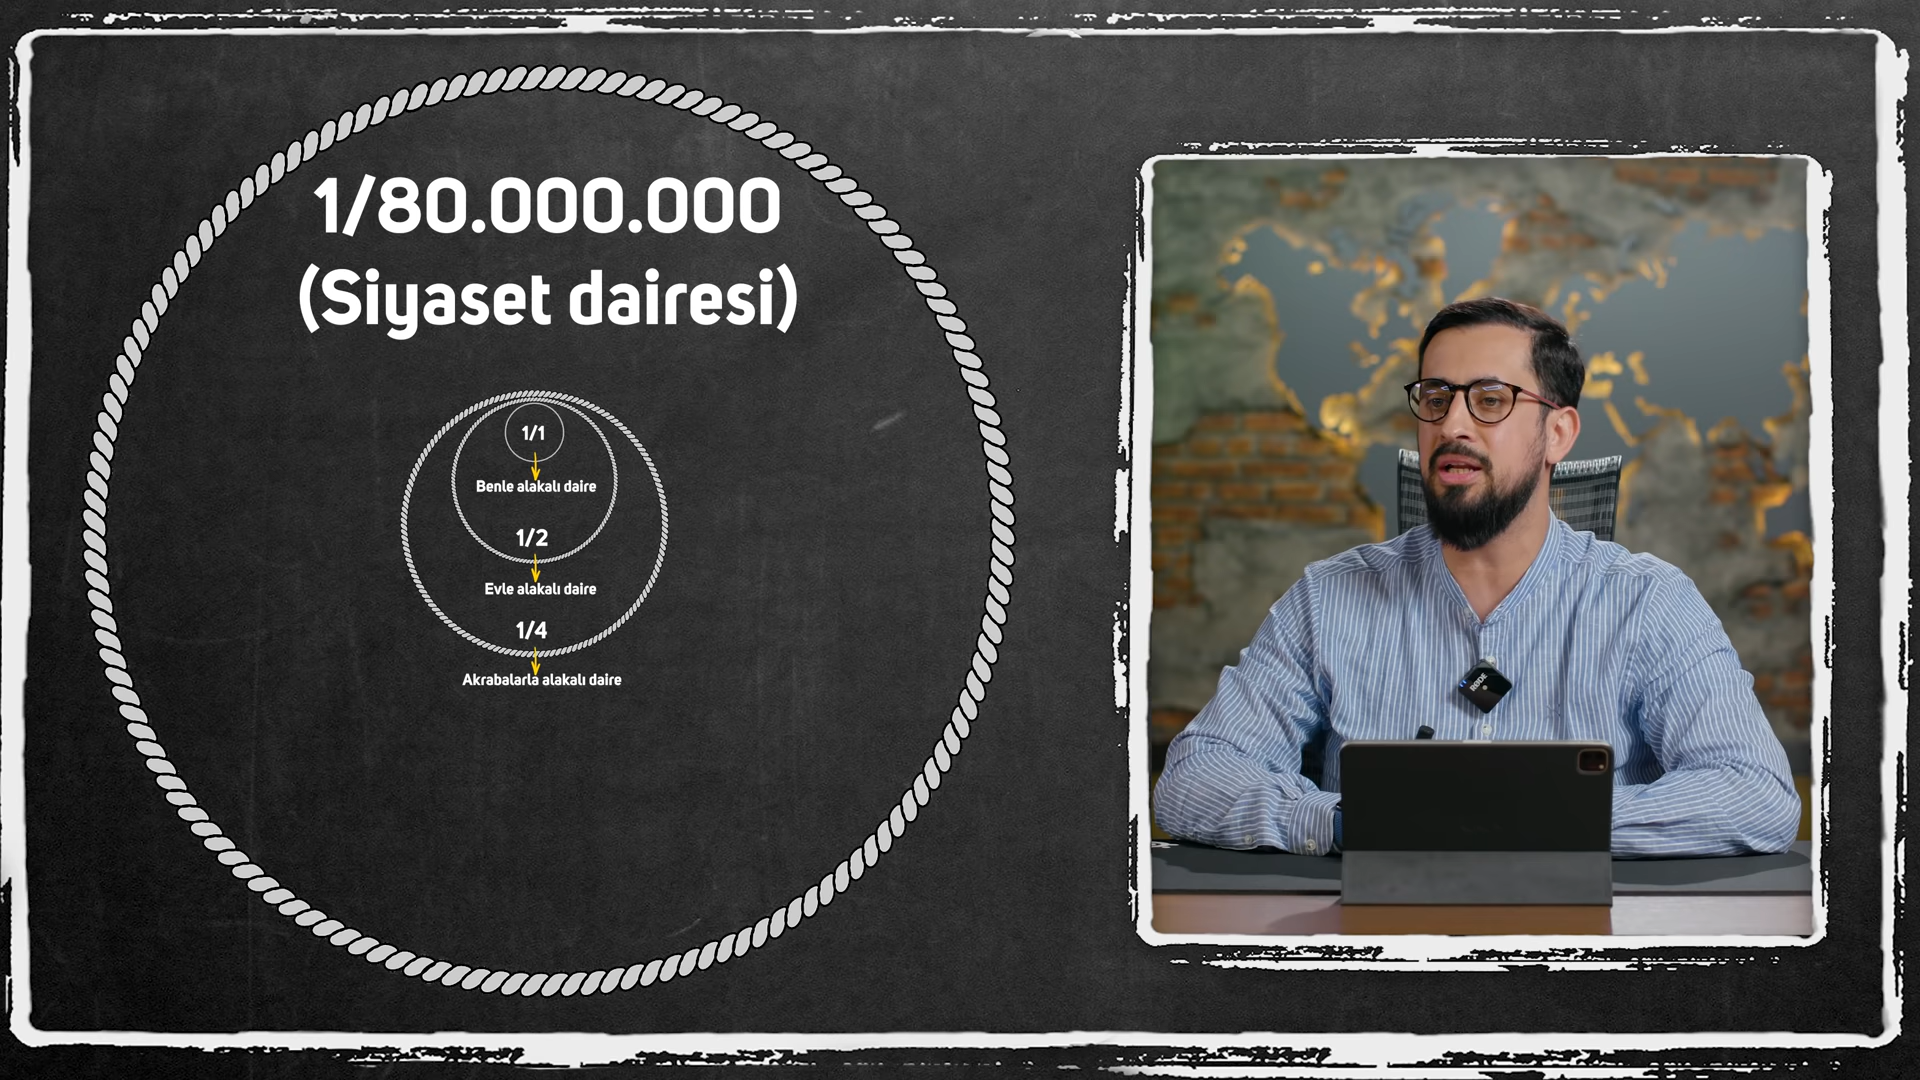 1/80.000.000
(Siyaset dairesi)
1/1
Benle alakalı daire
1/2
Evle alakalı daire
1/4
Akrabalarla alakalı daire
RØDE